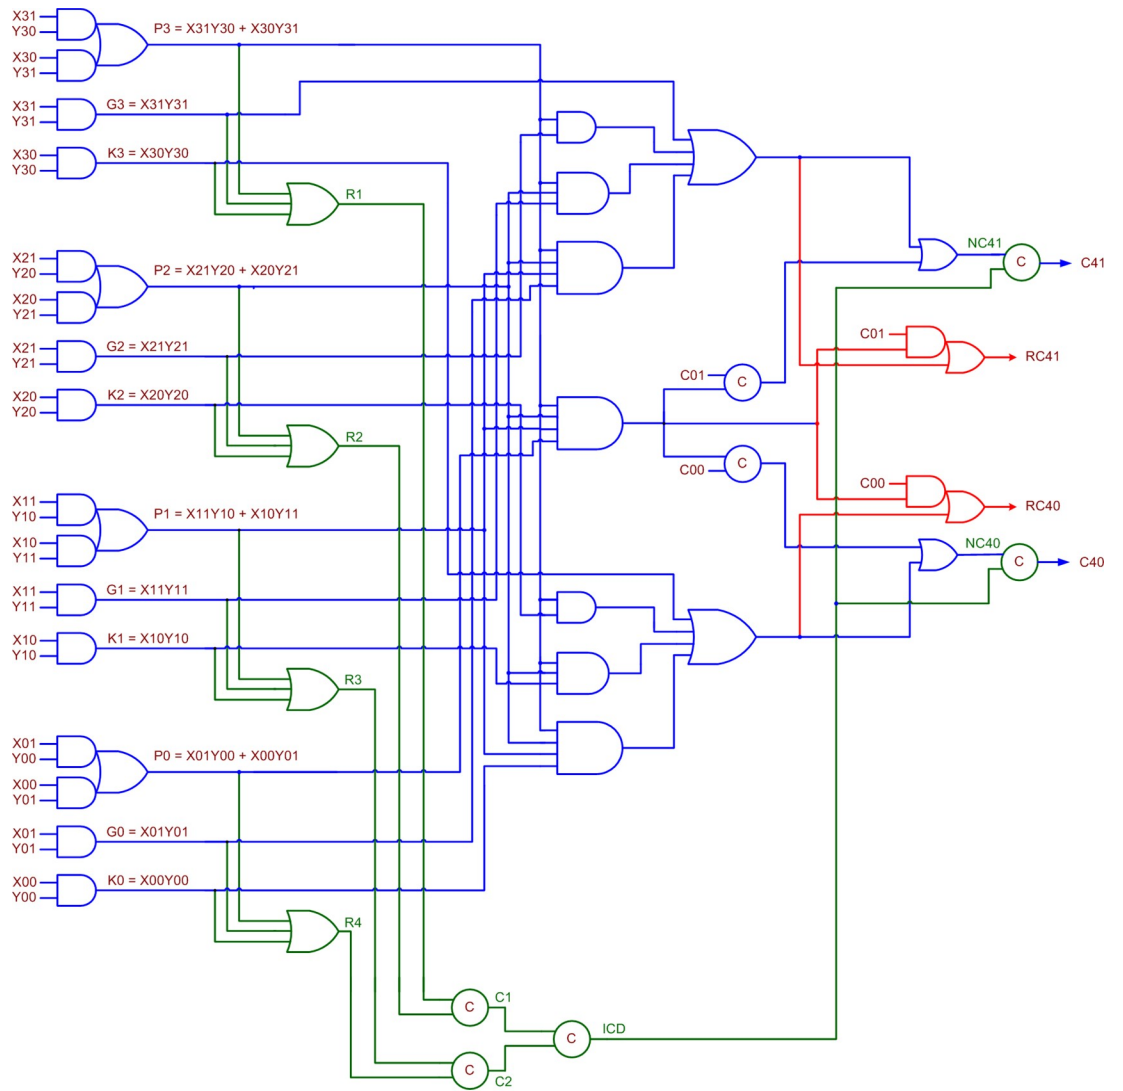 X31
Y30
P3 = X31Y30 + X30Y31
X30
Y31
X31
Y31
G3 = X31Y31
X30
Y30
K3 = X30Y30
R1
X21
Y20
P2 = X21Y20 + X20Y21
X20
Y21
X21
Y21
G2 = X21Y21
X20
Y20
K2 = X20Y20
R2
X11
Y10
P1 = X11Y10 + X10Y11
X10
Y11
X11
Y11
G1 = X11Y11
X10
Y10
K1 = X10Y10
R3
X01
Y00
P0 = X01Y00 + X00Y01
X00
Y01
X01
Y01
G0 = X01Y01
X00
Y00
K0 = X00Y00
R4
C
C1
C
C2
C
ICD
C01
C
C
C00
NC41
C
C41
C01
RC41
C00
RC40
NC40
C
C40